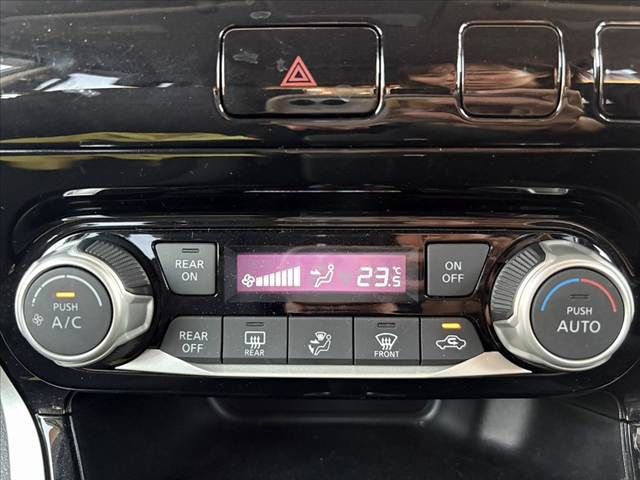 REAR
ON
23.5 °C
ON
OFF
PUSH
A/C
PUSH
AUTO
REAR
OFF
REAR
FRONT